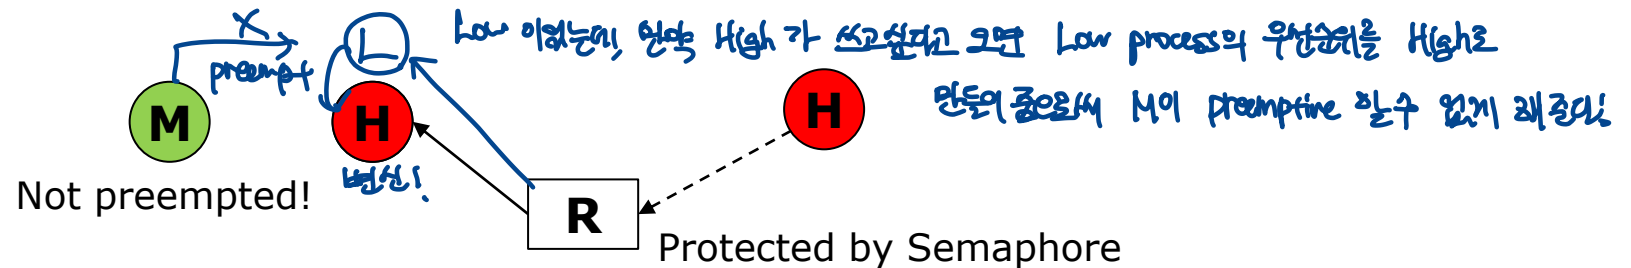 X
L
Low 이였는데, 만약 High 가 쓰고싶다고 오면 Low process의 우선순위를 High로
preempt
만들어 줌으로써 M이 preemptive 할수 없게 해준다!
M
H
H
변신!
Not preempted!
R
Protected by Semaphore